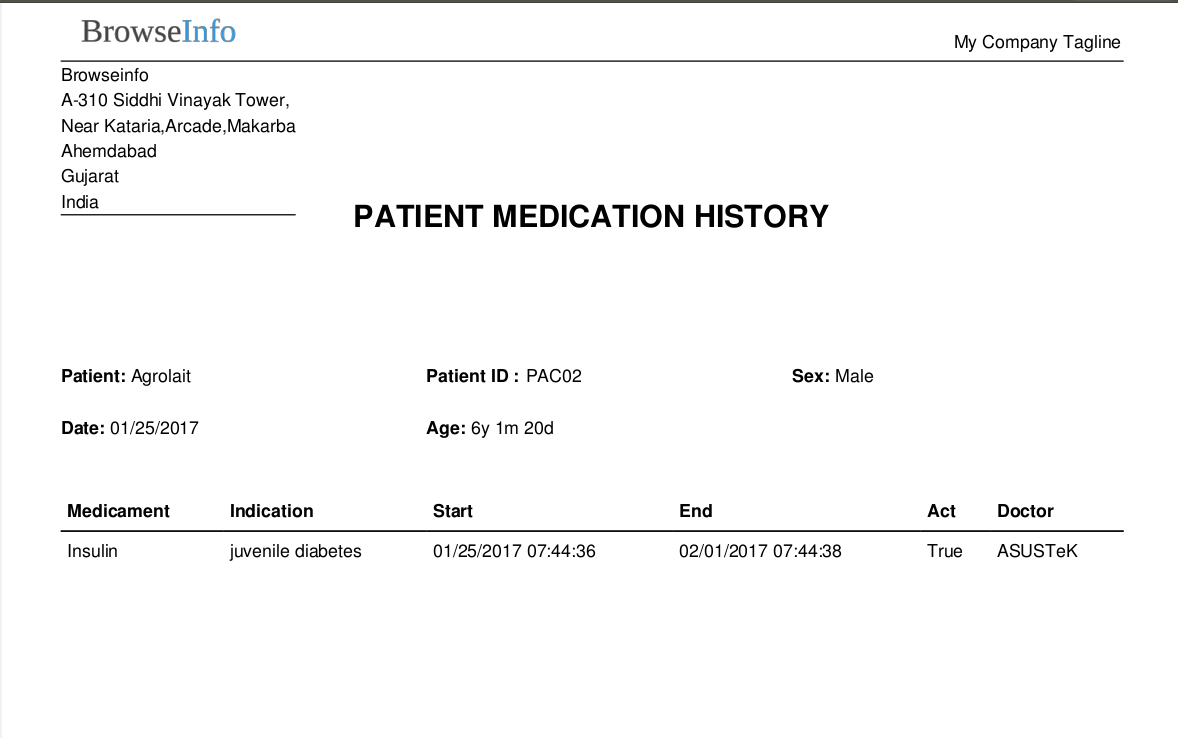 BrowseInfo
My Company Tagline
Browseinfo
A-310 Siddhi Vinayak Tower,
Near Kataria,Arcade,Makarba
Ahemdabad
Gujarat
India
PATIENT MEDICATION HISTORY
Patient: Agrolait Patient ID : PAC02 Sex: Male
Date: 01/25/2017 Age: 6y 1m 20d
Medicament Indication Start End Act Doctor
Insulin juvenile diabetes 01/25/2017 07:44:36 02/01/2017 07:44:38 True ASUSTeK